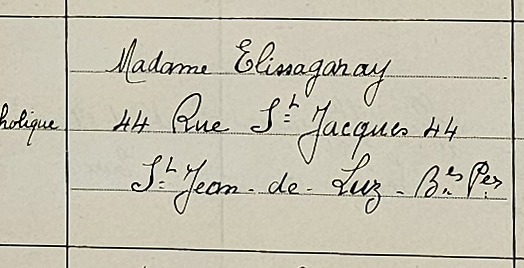 Madame Elissagaray
holique 44 Rue St Jacques 44
St Jean-de-Luz-Bses Pes